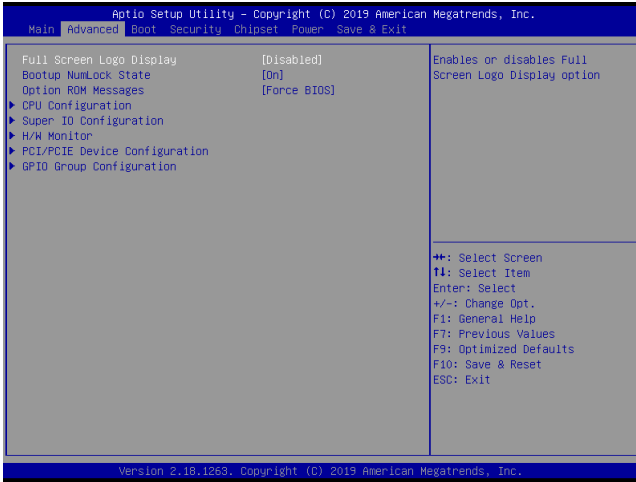 Aptio Setup Utility – Copyright (C) 2019 American Megatrends, Inc.
Main Advanced Boot Security Chipset Power Save & Exit
Full Screen Logo Display [Disabled]
Bootup NumLock State [On]
Option ROM Messages [Force BIOS]
CPU Configuration
Super IO Configuration
H/W Monitor
PCI/PCIE Device Configuration
GPIO Group Configuration
Enables or disables Full
Screen Logo Display option
→←: Select Screen
↑↓: Select Item
Enter: Select
+/-: Change Opt.
F1: General Help
F7: Previous Values
F9: Optimized Defaults
F10: Save & Reset
ESC: Exit
Version 2.18.1263. Copyright (C) 2019 American Megatrends, Inc.